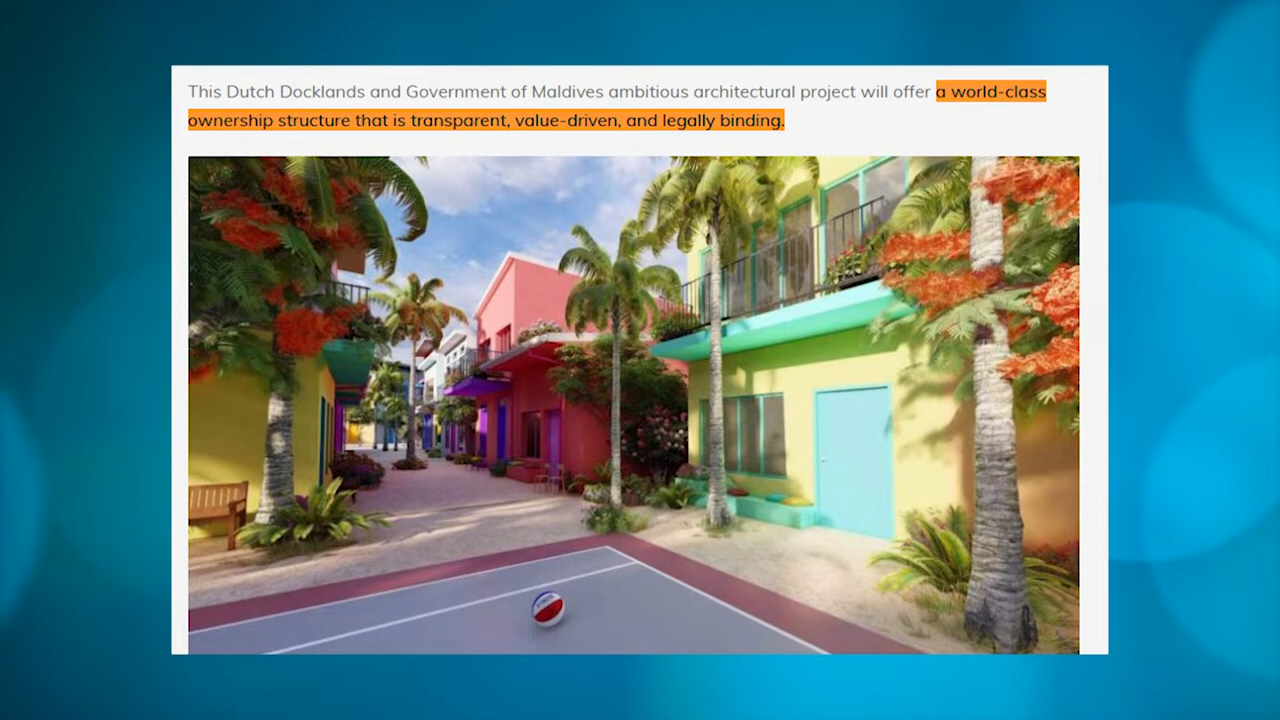 This Dutch Docklands and Government of Maldives ambitious architectural project will offer a world-class
ownership structure that is transparent, value-driven, and legally binding.